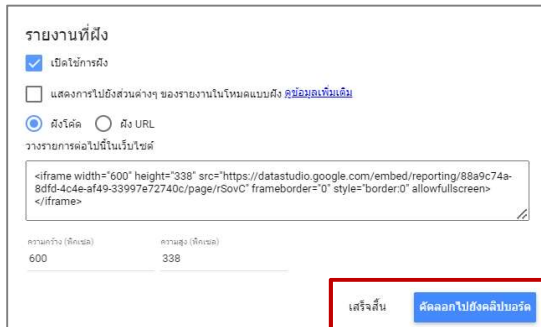 รายงานที่ฝัง
เปิดใช้การฝัง
แสดงการไปยังส่วนต่างๆ ของรายงานในโหมดแบบฝัง ดูข้อมูลเพิ่มเติม
ฝังโค้ด ฝัง URL
วางรายการต่อไปนี้ในเว็บไซต์
<iframe width="600" height="338" src="https://datastudio.google.com/embed/reporting/88a9c74a-
8dfd-4c4e-af49-33997e72740c/page/rSovC" frameborder="0" style="border:0" allowfullscreen>
</iframe>
ความกว้าง (พิกเซล) ความสูง (พิกเซล)
600 338
เสร็จสิ้น คัดลอกไปยังคลิปบอร์ด